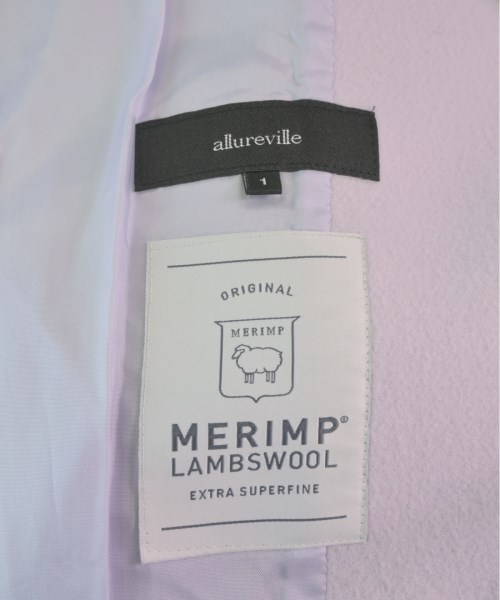 allureville
1
ORIGINAL
MERIMP
MERIMP®
LAMBSWOOL
EXTRA SUPERFINE